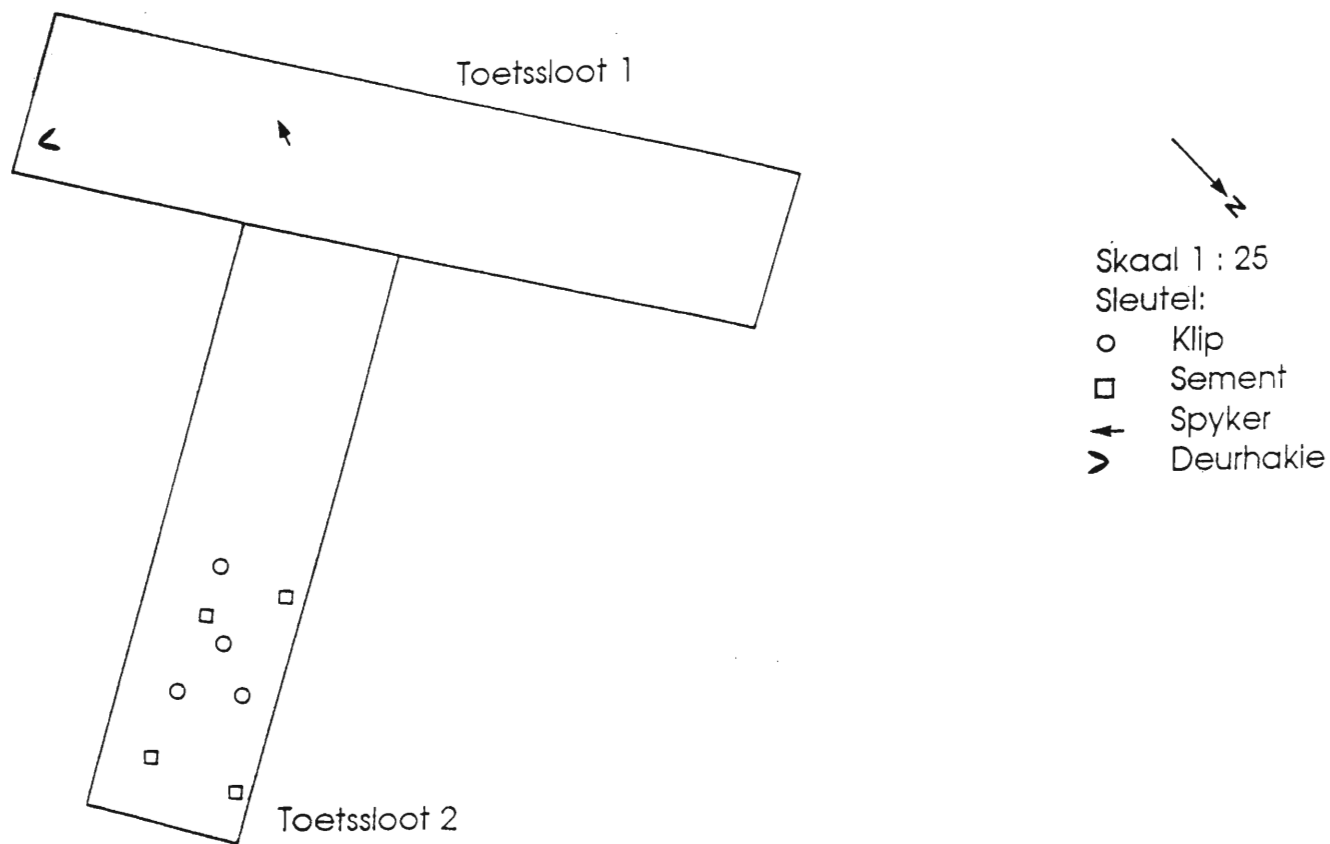 Toetssloot 1
N
Skaal 1 : 25
Sleutel:
Klip
Sement
Spyker
Deurhakie
Toetssloot 2